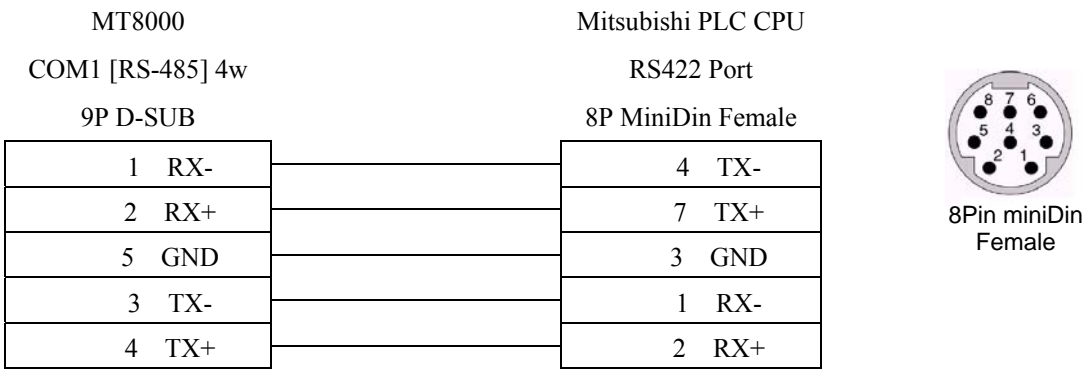 MT8000 Mitsubishi PLC CPU
COM1 [RS-485] 4w RS422 Port
9P D-SUB 8P MiniDin Female
1 RX- 4 TX-
2 RX+ 7 TX+
5 GND 3 GND
3 TX- 1 RX-
4 TX+ 2 RX+
8 7 6
5 4 3
2 1
8Pin miniDin
Female